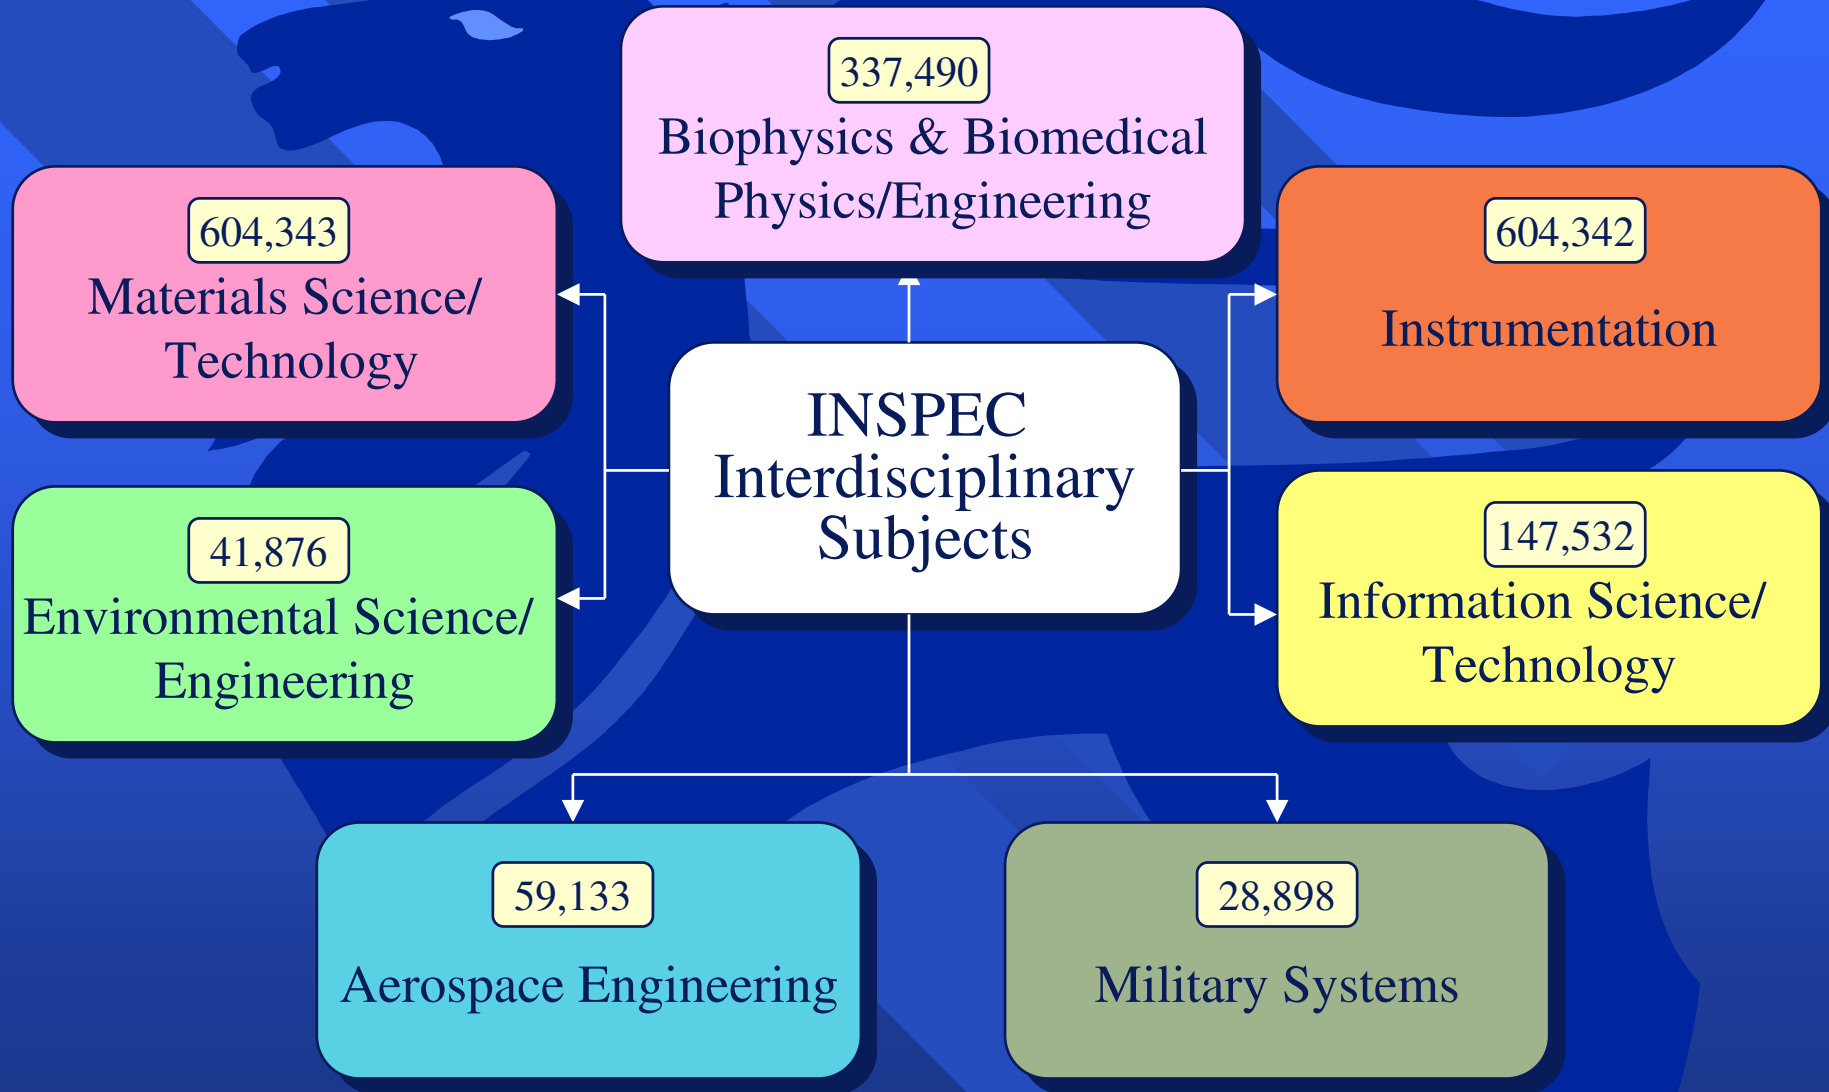 337,490
Biophysics & Biomedical
Physics/Engineering
604,343
Materials Science/
Technology
604,342
Instrumentation
INSPEC
Interdisciplinary
Subjects
41,876
Environmental Science/
Engineering
147,532
Information Science/
Technology
59,133
Aerospace Engineering
28,898
Military Systems